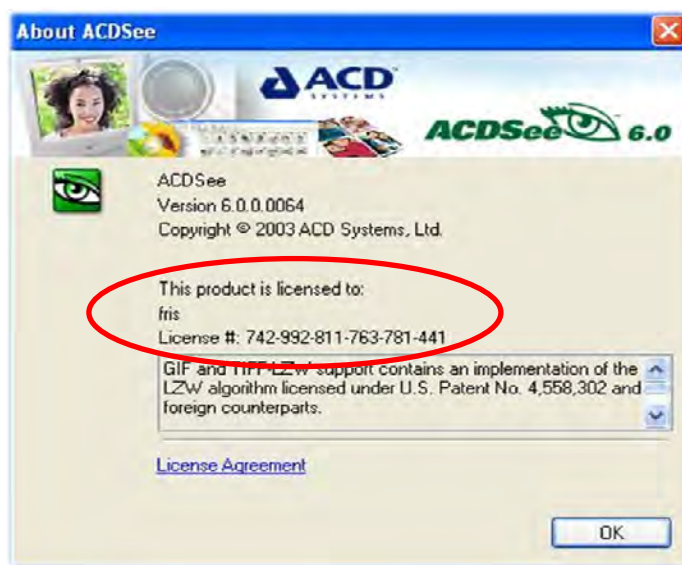 About ACDSee
ACD
SYSTEMS
ACDSee 6.0
ACDSee
Version 6.0.0.0064
Copyright © 2003 ACD Systems, Ltd.
This product is licensed to:
fris
License #: 742-992-811-763-781-441
GIF and TIFF-LZW support contains an implementation of the
LZW algorithm licensed under U.S. Patent No. 4,558,302 and
foreign counterparts.
License Agreement
OK